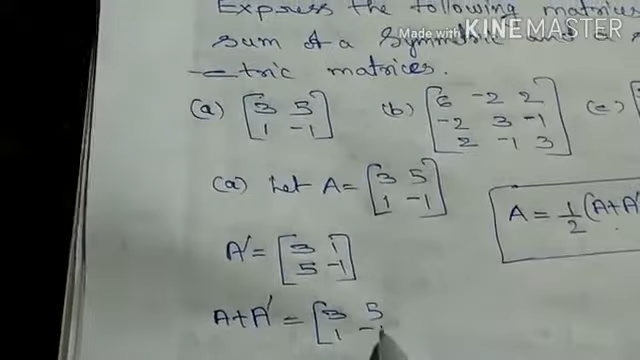 Express the following matrices
Made with KINEMASTER
sum of a symmetric and a
tric matrices.
(a) [3 5
1 -1] (b) [6 -2 2
-2 3 -1
2 -1 3] (c)
(a) Let A = [3 5
1 -1]
A = 1/2 (A+A'
A' = [3 1
5 -1]
A+A' = [3 5
1 -1